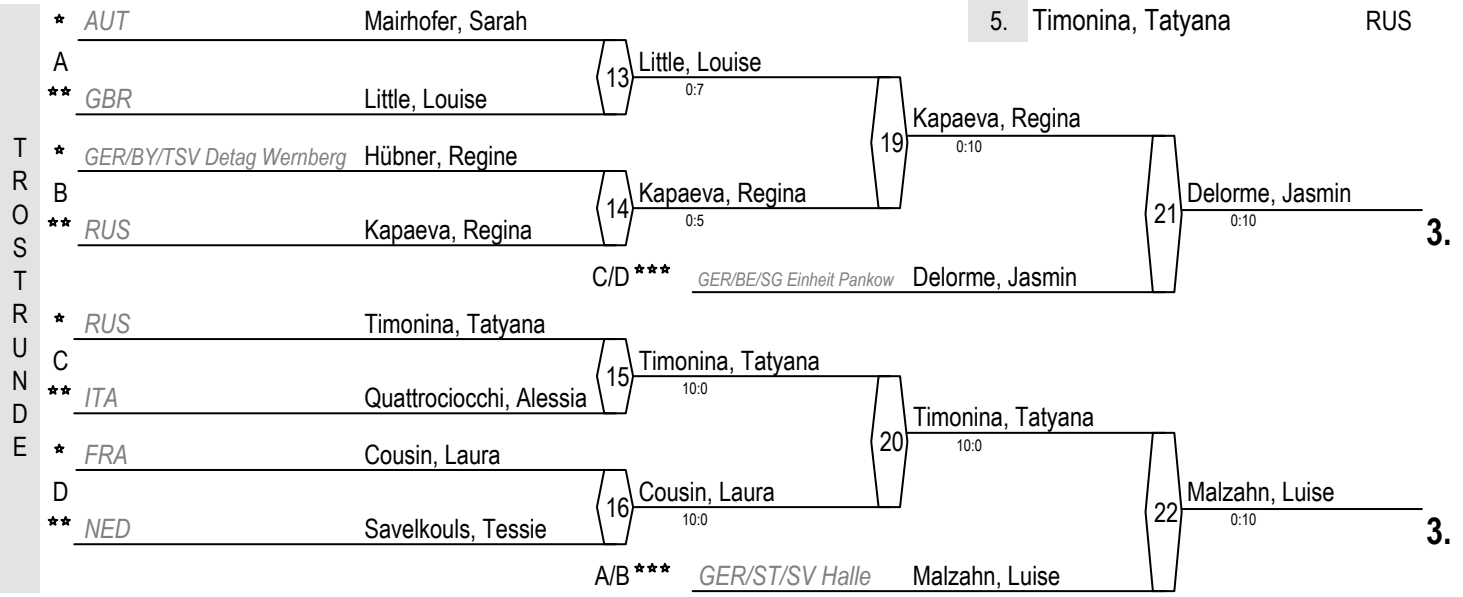 ★ AUT Mairhofer, Sarah 5. Timonina, Tatyana RUS
A 13 Little, Louise
0:7
★★ GBR Little, Louise
19 Kapaeva, Regina
0:10
★ GER/BY/TSV Detag Wernberg Hübner, Regine
B 14 Kapaeva, Regina
0:5
21 Delorme, Jasmin
0:10
3.
★★ RUS Kapaeva, Regina
C/D ★★★ GER/BE/SG Einheit Pankow Delorme, Jasmin
TROSTRUNDE
★ RUS Timonina, Tatyana
C 15 Timonina, Tatyana
10:0
★★ ITA Quattrociocchi, Alessia
20 Timonina, Tatyana
10:0
★ FRA Cousin, Laura
D 16 Cousin, Laura
10:0
22 Malzahn, Luise
0:10
3.
★★ NED Savelkouls, Tessie
A/B ★★★ GER/ST/SV Halle Malzahn, Luise